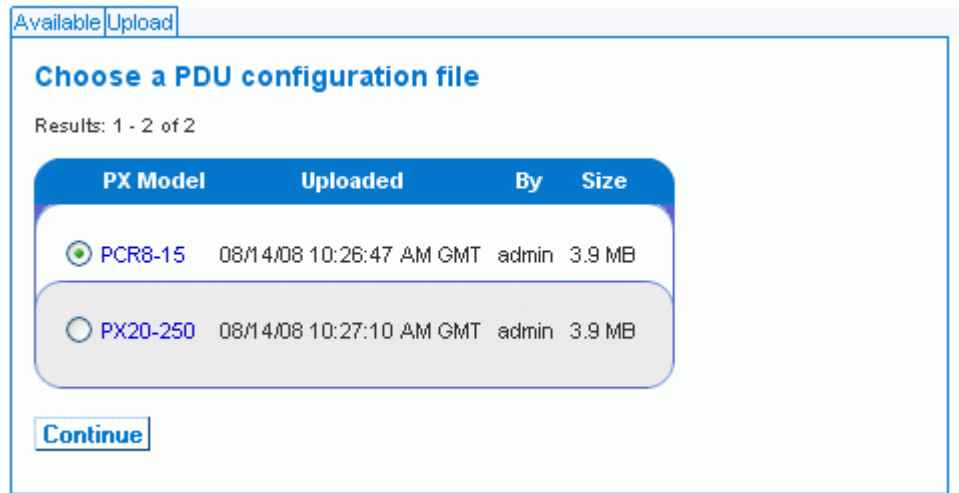 Available Upload
Choose a PDU configuration file
Results: 1 - 2 of 2
PX Model Uploaded By Size
PCR8-15 08/14/08 10:26:47 AM GMT admin 3.9 MB
PX20-250 08/14/08 10:27:10 AM GMT admin 3.9 MB
Continue